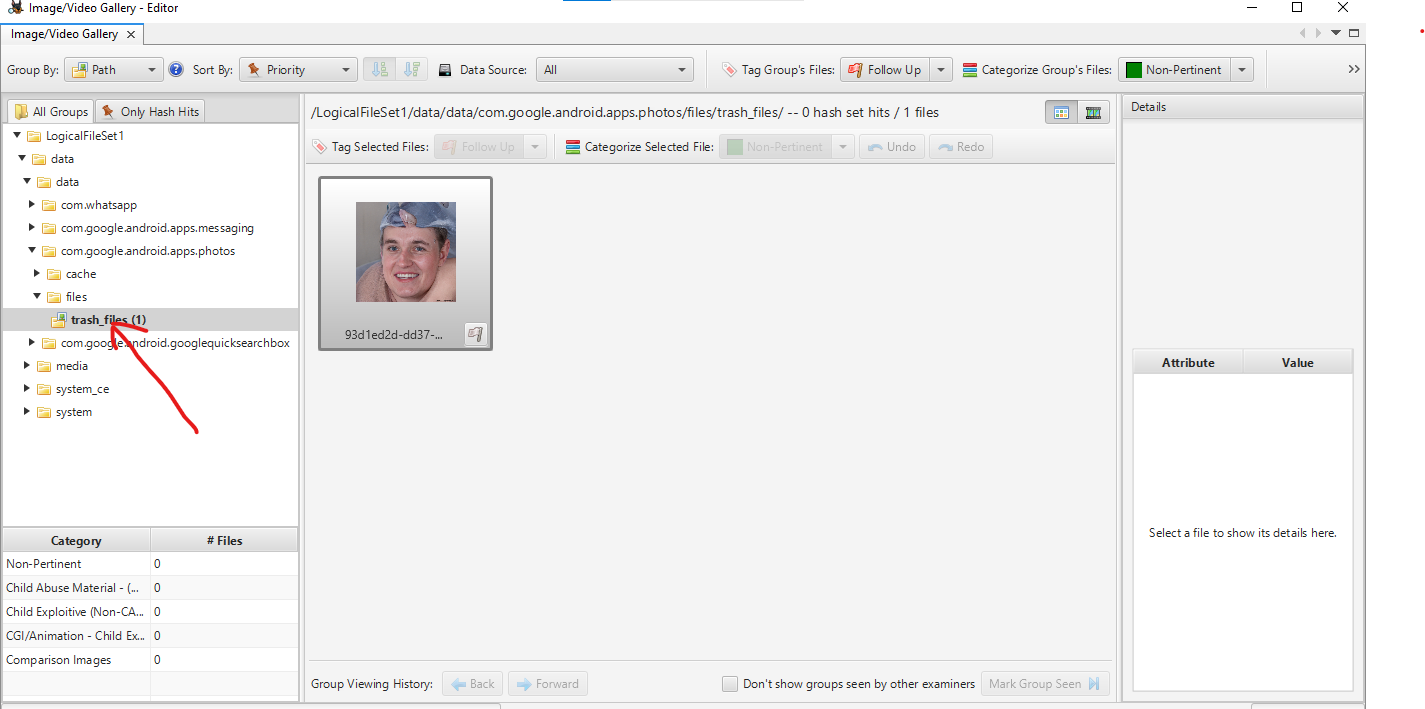 Image/Video Gallery - Editor
Image/Video Gallery
Group By: Path Sort By: Priority Data Source: All Tag Group's Files: Follow Up Categorize Group's Files: Non-Pertinent
All Groups Only Hash Hits
LogicalFileSet1
data
data
com.whatsapp
com.google.android.apps.messaging
com.google.android.apps.photos
cache
files
trash_files (1)
com.google.android.googlequicksearchbox
media
system_ce
system
Category # Files
Non-Pertinent 0
Child Abuse Material - (... 0
Child Exploitive (Non-CA... 0
CGI/Animation - Child Ex... 0
Comparison Images 0
/LogicalFileSet1/data/data/com.google.android.apps.photos/files/trash_files/ -- 0 hash set hits / 1 files
Tag Selected Files: Follow Up Categorize Selected File: Non-Pertinent Undo Redo
93d1ed2d-dd37-...
Group Viewing History: Back Forward Don't show groups seen by other examiners Mark Group Seen
Details
Attribute Value
Select a file to show its details here.